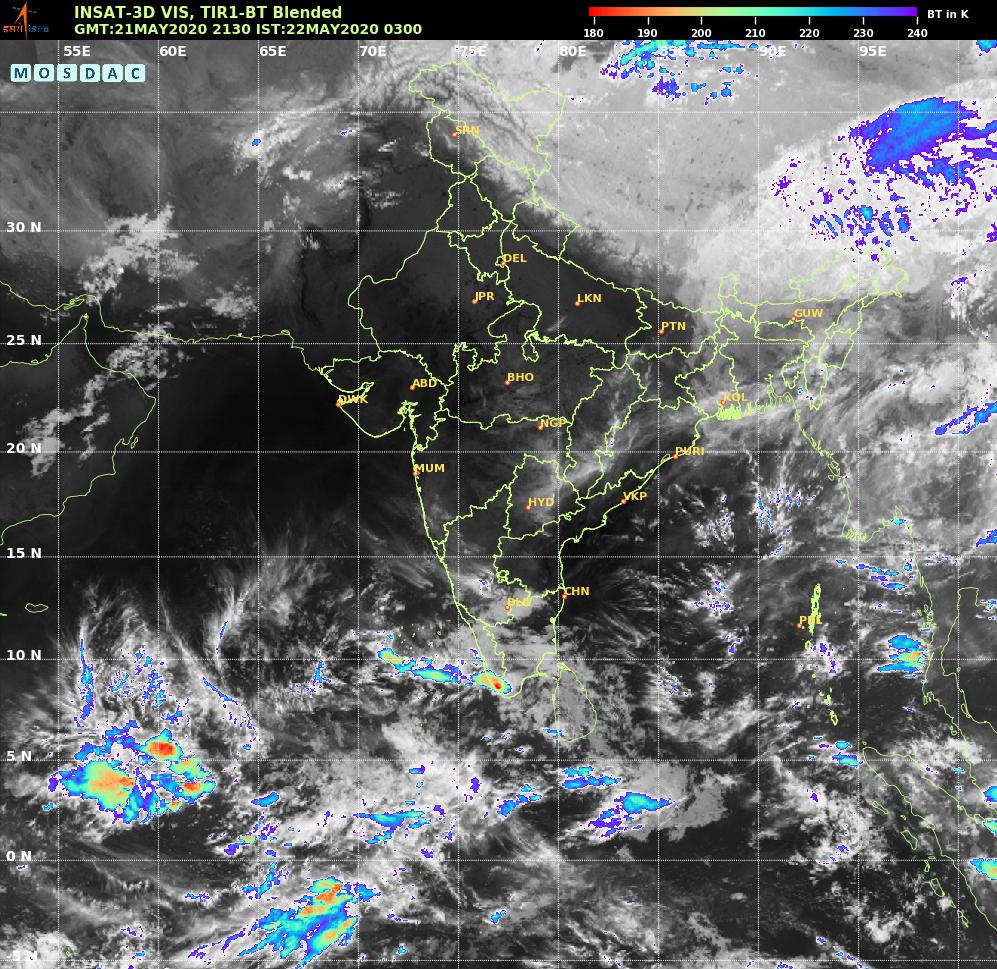 INSAT-3D VIS, TIR1-BT Blended
GMT:21MAY2020 2130 IST:22MAY2020 0300
180 190 200 210 220 230 240
BT in K
55E 60E 65E 70E 75E 80E 85E 90E 95E
MOSDAC
SRN
30 N
DEL
JPR
LKN
GUW
PTN
25 N
BHO
ABD
DWK
KOL
NGP
20 N
PURI
MUM
VKP
HYD
15 N
CHN
BLG
PBL
10 N
5 N
0 N
-5 N